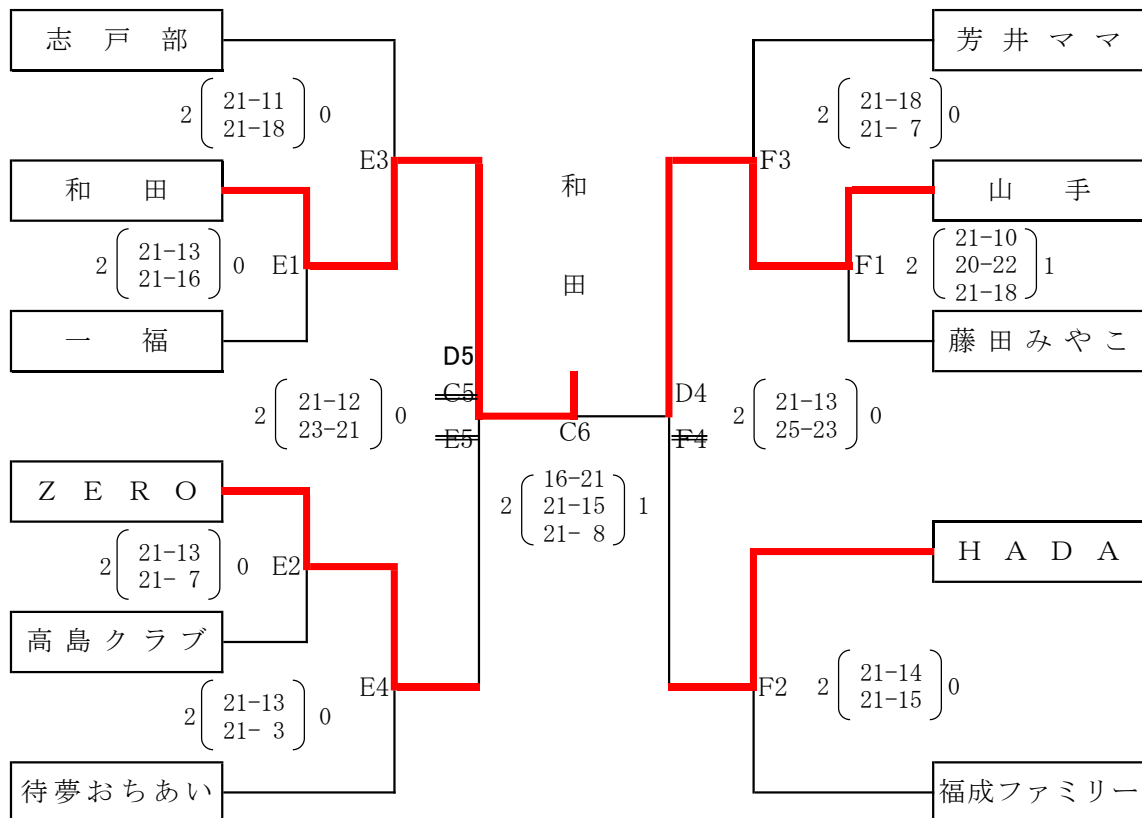 志戸部
芳井ママ
2 21-11 0
21-18
2 21-18 0
21- 7
E3
F3
和田
和田
山手
2 21-13 0
21-16
E1
F1
2 21-10 1
20-22
21-18
一福
藤田みやこ
D5
C5
E5
2 21-12 0
23-21
C6
D4
F4
2 21-13 0
25-23
2 16-21 1
21-15
21- 8
ZERO
HADA
2 21-13 0
21- 7
E2
高島クラブ
E4
F2
2 21-13 0
21- 3
2 21-14 0
21-15
待夢おちあい
福成ファミリー